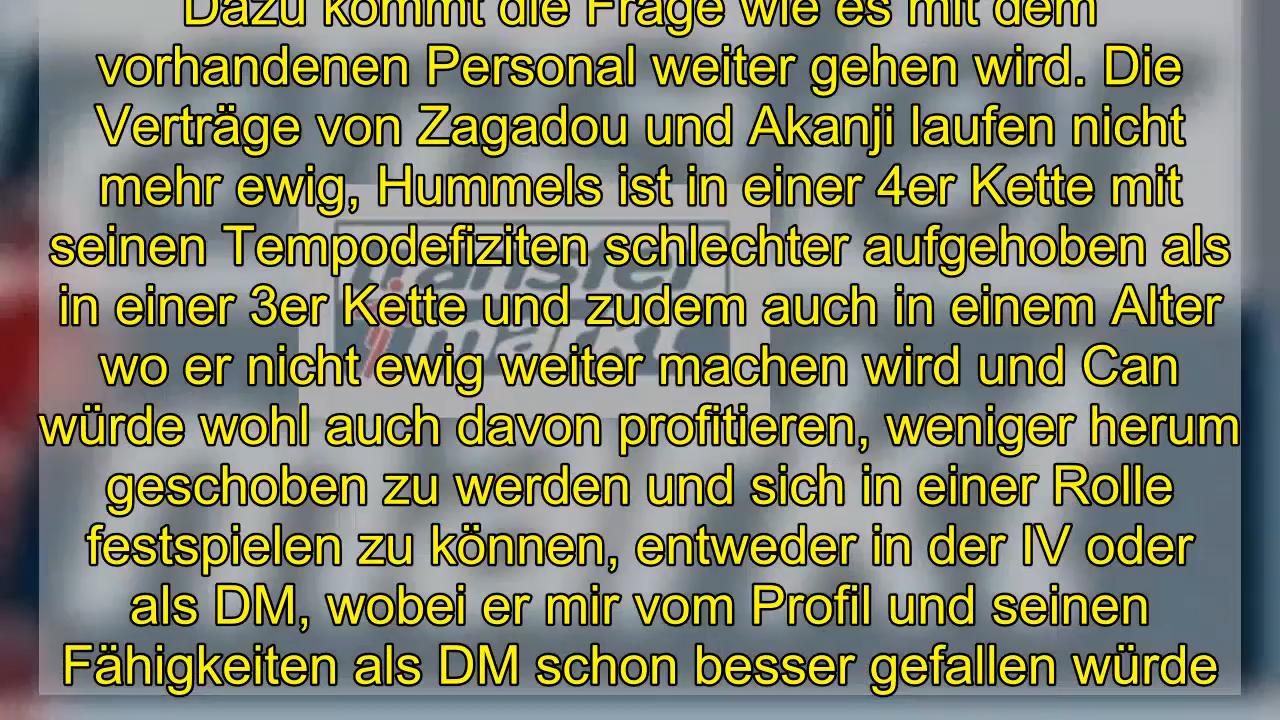 Dazu kommt die Frage wie es mit dem
vorhandenen Personal weiter gehen wird. Die
Verträge von Zagadou und Akanji laufen nicht
mehr ewig, Hummels ist in einer 4er Kette mit
seinen Tempodefiziten schlechter aufgehoben als
in einer 3er Kette und zudem auch in einem Alter
wo er nicht ewig weiter machen wird und Can
würde wohl auch davon profitieren, weniger herum
geschoben zu werden und sich in einer Rolle
festspielen zu können, entweder in der IV oder
als DM, wobei er mir vom Profil und seinen
Fähigkeiten als DM schon besser gefallen würde
transfer
markt